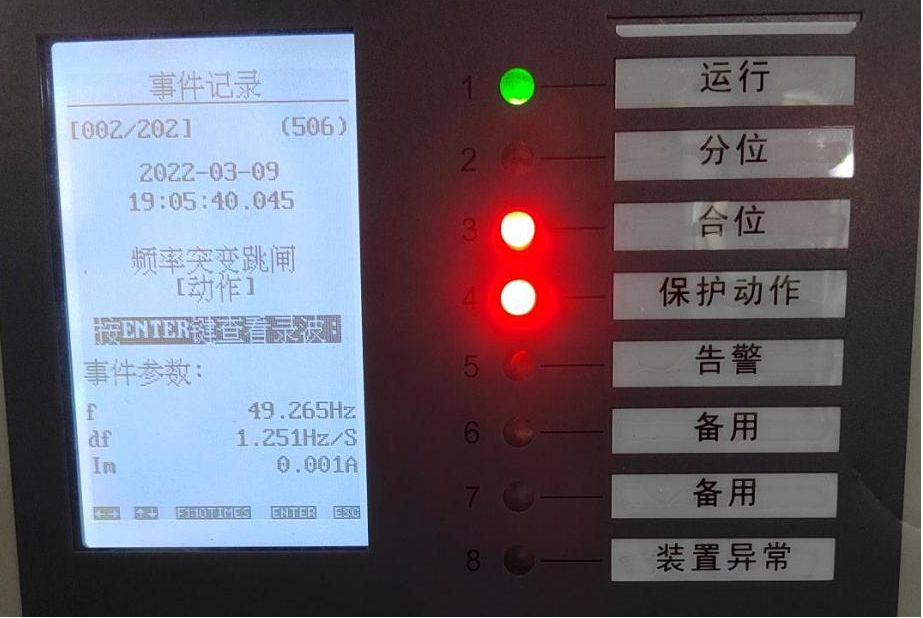 事件记录
[002/202] (506)
2022-03-09
19:05:40.045
频率突变跳闸
[动作]
按ENTER键查看录波:
事件参数:
f 49.265Hz
df 1.251Hz/S
Im 0.001A
←→ ↑↓ F1:10TIMES ENTER ESC
1 运行
2 分位
3 合位
4 保护动作
5 告警
6 备用
7 备用
8 装置异常